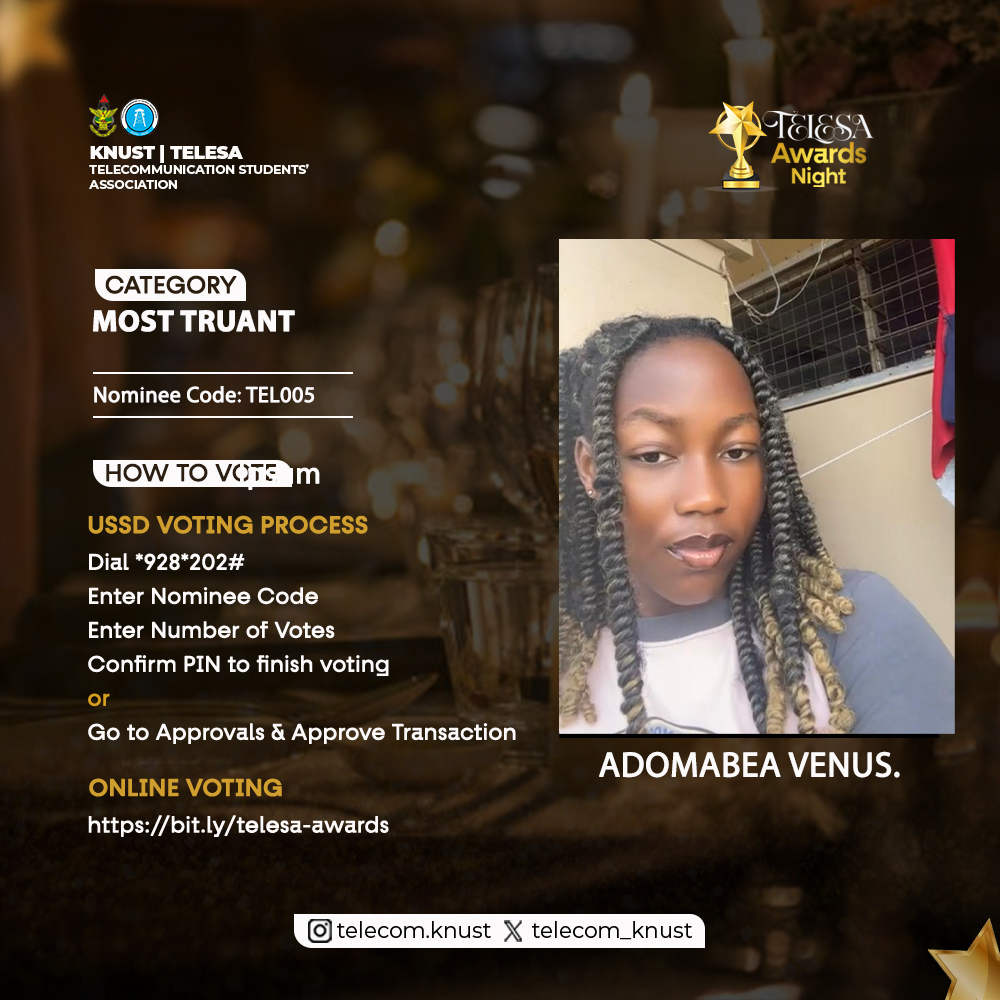 KNUST | TELESA
TELECOMMUNICATION STUDENTS'
ASSOCIATION
TELESA
Awards
Night
CATEGORY
MOST TRUANT
Nominee Code: TEL005
HOW TO VOTE
USSD VOTING PROCESS
Dial *928*202#
Enter Nominee Code
Enter Number of Votes
Confirm PIN to finish voting
or
Go to Approvals & Approve Transaction
ONLINE VOTING
https://bit.ly/telesa-awards
ADOMABEA VENUS.
telecom.knust telecom_knust